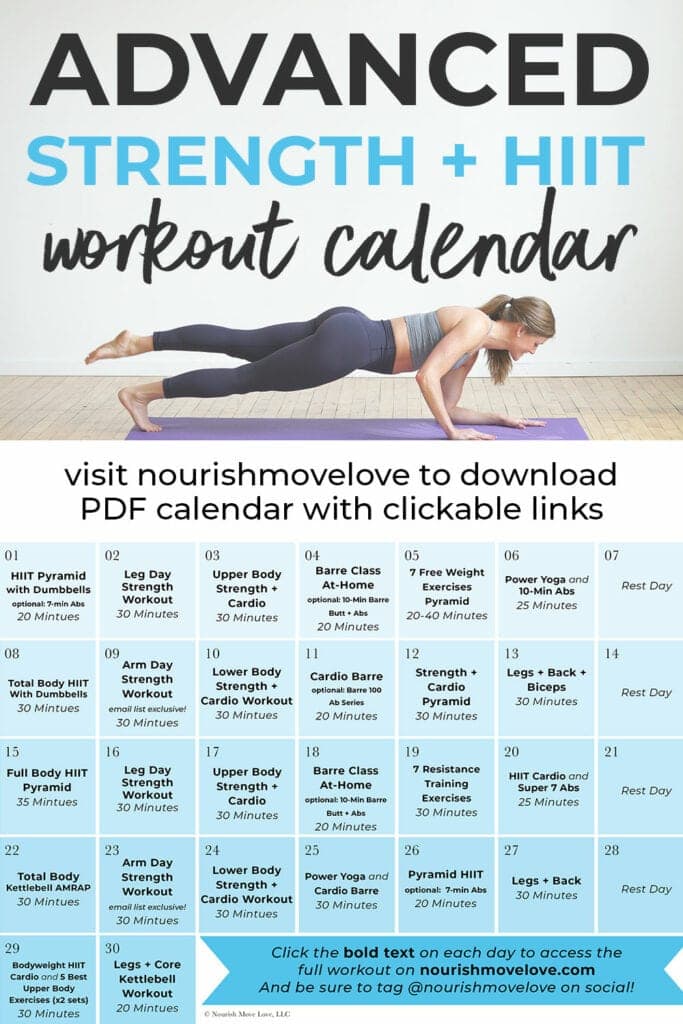 ADVANCED
STRENGTH + HIIT
workout calendar
visit nourishmovelove to download
PDF calendar with clickable links
01
HIIT Pyramid
with Dumbbells
optional: 7-min Abs
20 Mintues
02
Leg Day
Strength
Workout
30 Minutes
03
Upper Body
Strength +
Cardio
30 Minutes
04
Barre Class
At-Home
optional: 10-Min Barre
Butt + Abs
20 Minutes
05
7 Free Weight
Exercises
Pyramid
20-40 Minutes
06
Power Yoga and
10-Min Abs
25 Minutes
07
Rest Day
08
Total Body HIIT
With Dumbbells
30 Mintues
09
Arm Day
Strength
Workout
email list exclusive!
30 Minutes
10
Lower Body
Strength +
Cardio Workout
30 Mintues
11
Cardio Barre
optional: Barre 100
Ab Series
20 Minutes
12
Strength +
Cardio
Pyramid
30 Minutes
13
Legs + Back +
Biceps
30 Minutes
14
Rest Day
15
Full Body HIIT
Pyramid
35 Mintues
16
Leg Day
Strength
Workout
30 Minutes
17
Upper Body
Strength +
Cardio
30 Minutes
18
Barre Class
At-Home
optional: 10-Min Barre
Butt + Abs
20 Minutes
19
7 Resistance
Training
Exercises
30 Minutes
20
HIIT Cardio and
Super 7 Abs
25 Minutes
21
Rest Day
22
Total Body
Kettlebell AMRAP
30 Mintues
23
Arm Day
Strength
Workout
email list exclusive!
30 Mintues
24
Lower Body
Strength +
Cardio Workout
30 Mintues
25
Power Yoga and
Cardio Barre
30 Minutes
26
Pyramid HIIT
optional: 7-min Abs
20 Minutes
27
Legs + Back
30 Minutes
28
Rest Day
29
Bodyweight HIIT
Cardio and 5 Best
Upper Body
Exercises (x2 sets)
30 Minutes
30
Legs + Core
Kettlebell
Workout
20 Mintues
Click the bold text on each day to access the
full workout on nourishmovelove.com
And be sure to tag @nourishmovelove on social!
© Nourish Move Love, LLC